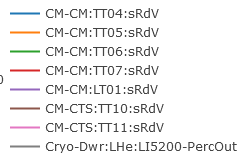 CM-CM:TT04:sRdV
CM-CM:TT05:sRdV
CM-CM:TT06:sRdV
CM-CM:TT07:sRdV
CM-CM:LT01:sRdV
CM-CTS:TT10:sRdV
CM-CTS:TT11:sRdV
Cryo-Dwr:LHe:LI5200-PercOut